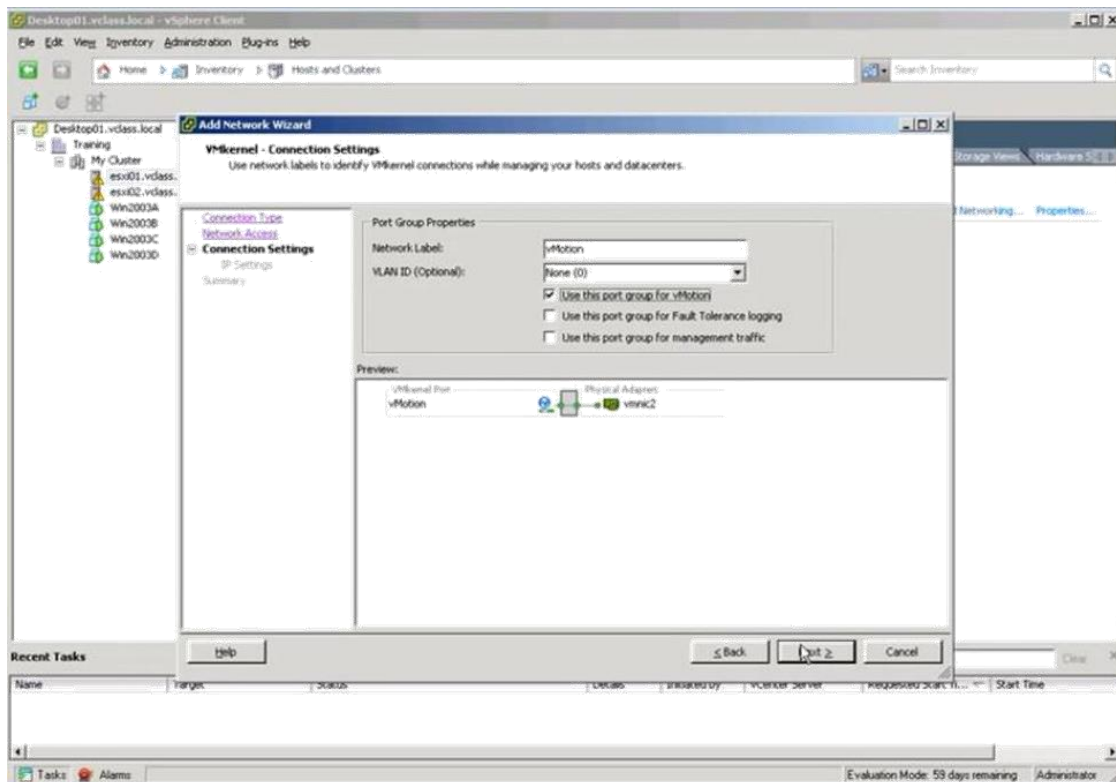 Desktop01.vclass.local - vSphere Client
File Edit View Inventory Administration Plug-ins Help
Home Inventory Hosts and Clusters
Search Inventory
Desktop01.vclass.local
Training
My Cluster
esxi01.vclass.
esxi02.vclass.
Win2003A
Win2003B
Win2003C
Win2003D
Add Network Wizard
VMkernel - Connection Settings
Use network labels to identify VMkernel connections while managing your hosts and datacenters.
Connection Type
Network Access
Connection Settings
IP Settings
Summary
Port Group Properties
Network Label: vMotion
VLAN ID (Optional): None (0)
Use this port group for vMotion
Use this port group for Fault Tolerance logging
Use this port group for management traffic
Preview:
VMkernel Port Physical Adapters
vMotion vmnic2
Help < Back Next > Cancel
Storage Views Hardware S
Networking... Properties...
Recent Tasks
Clear
Name Target Status Details Initiated by vCenter Server Requested Start Ti... Start Time
Tasks Alarms
Evaluation Mode: 59 days remaining Administrator